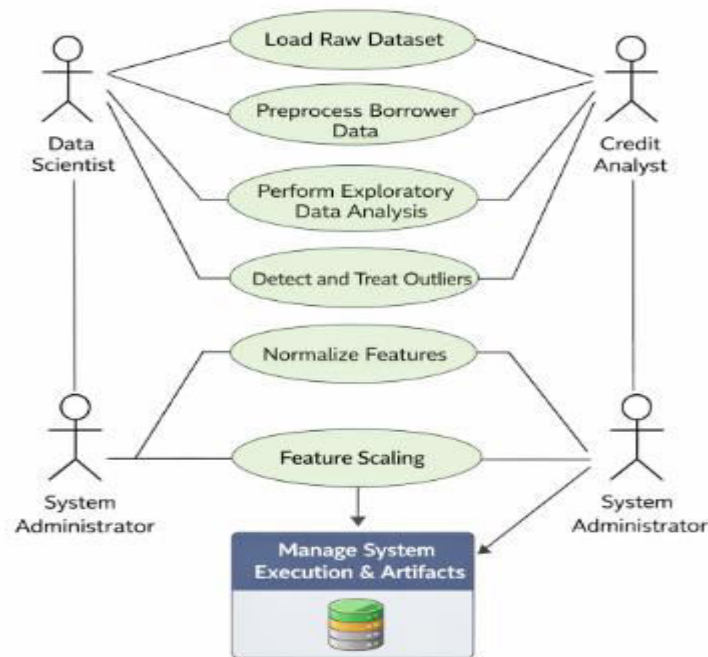 Load Raw Dataset
Preprocess Borrower
Data
Data
Scientist
Credit
Analyst
Perform Exploratory
Data Analysis
Detect and Treat Outliers
Normalize Features
Feature Scaling
System
Administrator
System
Administrator
Manage System
Execution & Artifacts